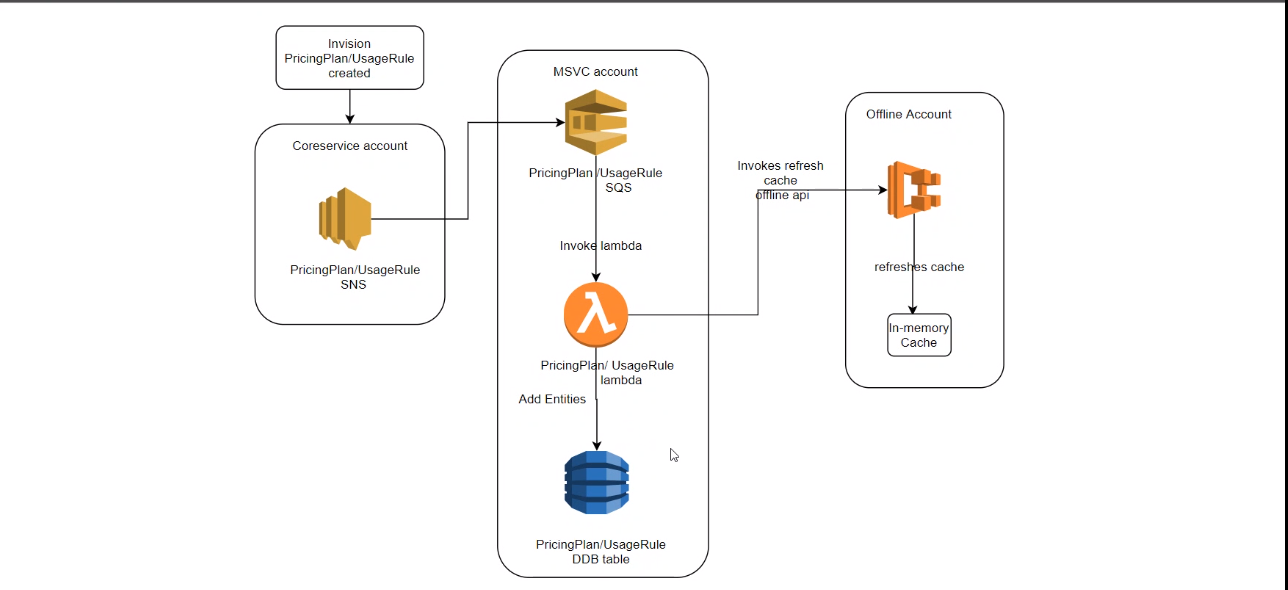 Invision
PricingPlan/UsageRule
created
Coreservice account
PricingPlan/UsageRule
SNS
MSVC account
PricingPlan /UsageRule
SQS
Invoke lambda
PricingPlan/ UsageRule
lambda
Add Entities
PricingPlan/UsageRule
DDB table
Invokes refresh
cache
offline api
Offline Account
refreshes cache
In-memory
Cache